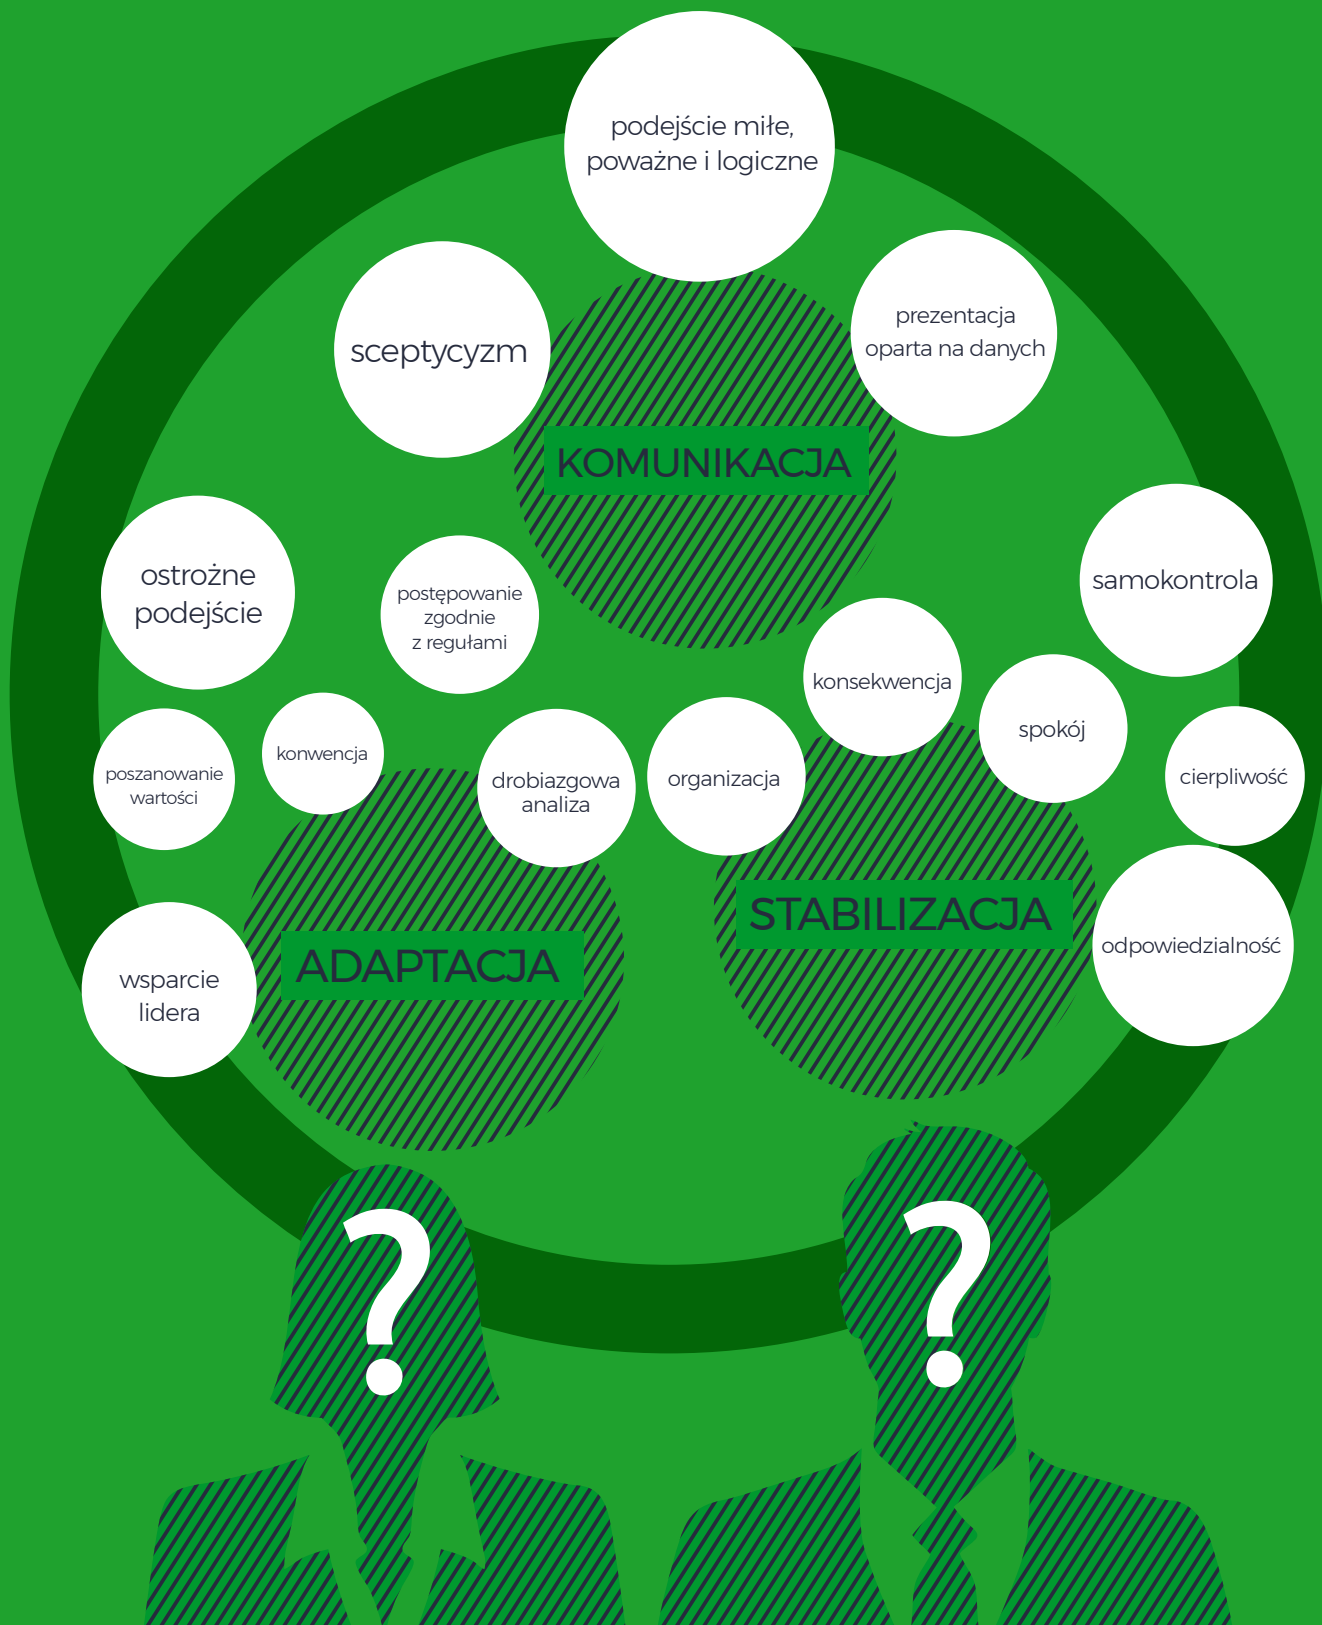 podejście miłe,
poważne i logiczne
sceptycyzm
prezentacja
oparta na danych
KOMUNIKACJA
ostrożne
podejście
postępowanie
zgodnie
z regułami
poszanowanie
wartości
konwencja
drobiazgowa
analiza
wsparcie
lidera
ADAPTACJA
organizacja
konsekwencja
spokój
samokontrola
cierpliwość
odpowiedzialność
STABILIZACJA
?
?